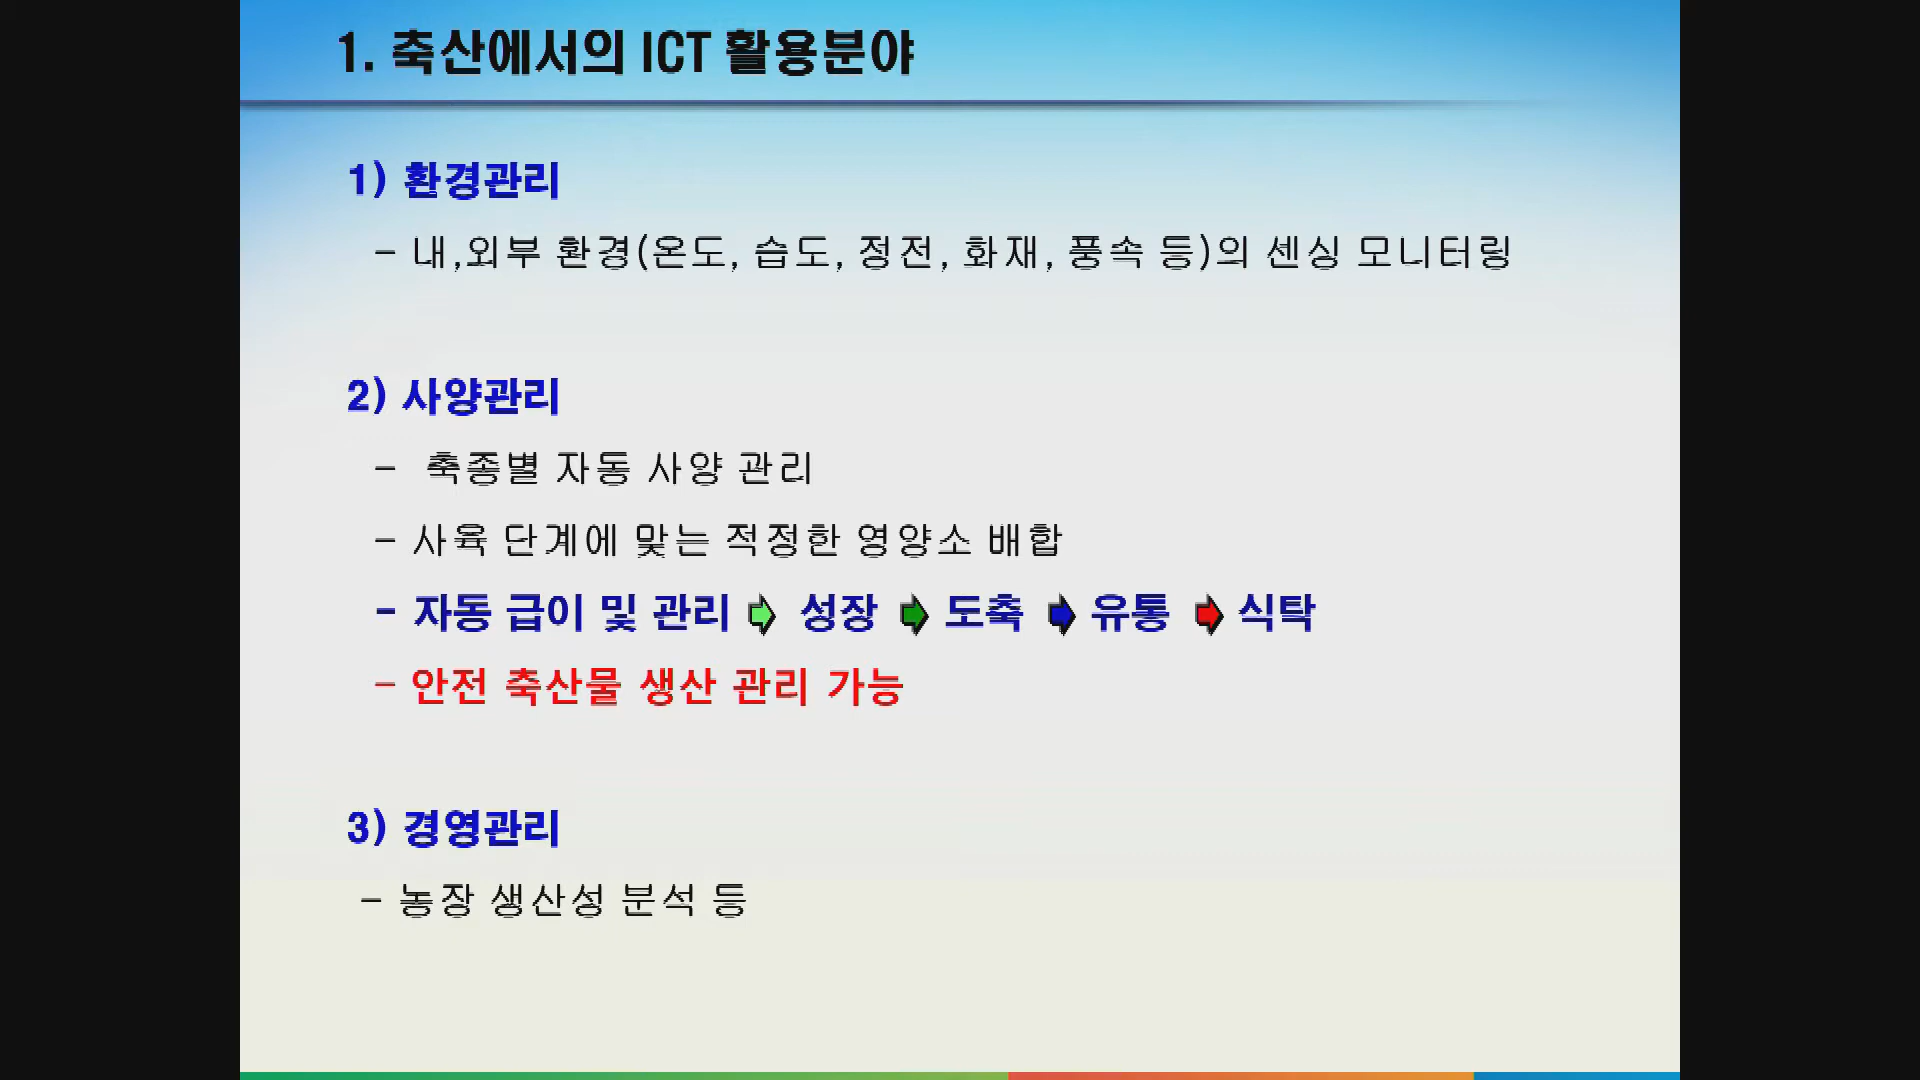 1. 축산에서의 ICT 활용분야
1) 환경관리
- 내,외부 환경(온도, 습도, 정전, 화재, 풍속 등)의 센싱 모니터링
2) 사양관리
- 축종별 자동 사양 관리
- 사육 단계에 맞는 적정한 영양소 배합
- 자동 급이 및 관리 ➡ 성장 ➡ 도축 ➡ 유통 ➡ 식탁
- 안전 축산물 생산 관리 가능
3) 경영관리
- 농장 생산성 분석 등